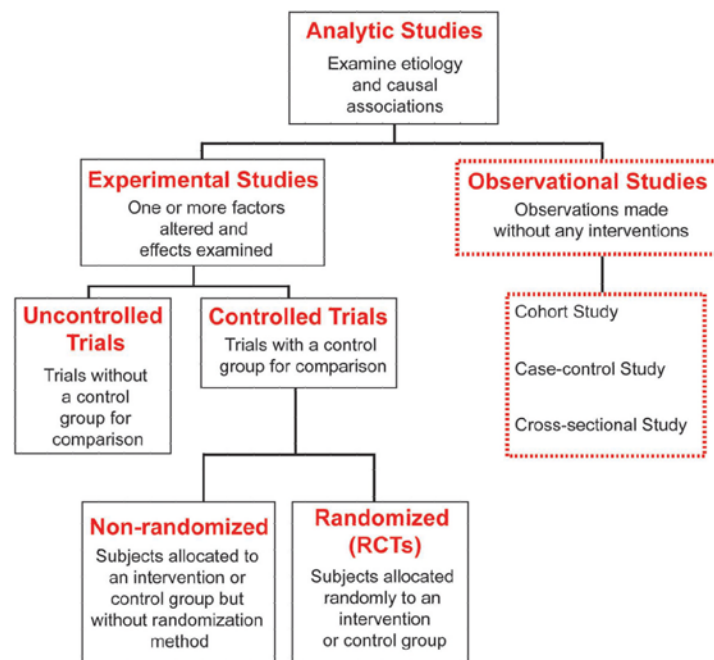 Analytic Studies
Examine etiology
and causal
associations
Experimental Studies
One or more factors
altered and
effects examined
Observational Studies
Observations made
without any interventions
Uncontrolled
Trials
Trials without
a control
group for
comparison
Controlled Trials
Trials with a control
group for comparison
Cohort Study
Case-control Study
Cross-sectional Study
Non-randomized
Subjects allocated to
an intervention or
control group but
without randomization
method
Randomized
(RCTs)
Subjects allocated
randomly to an
intervention
or control group